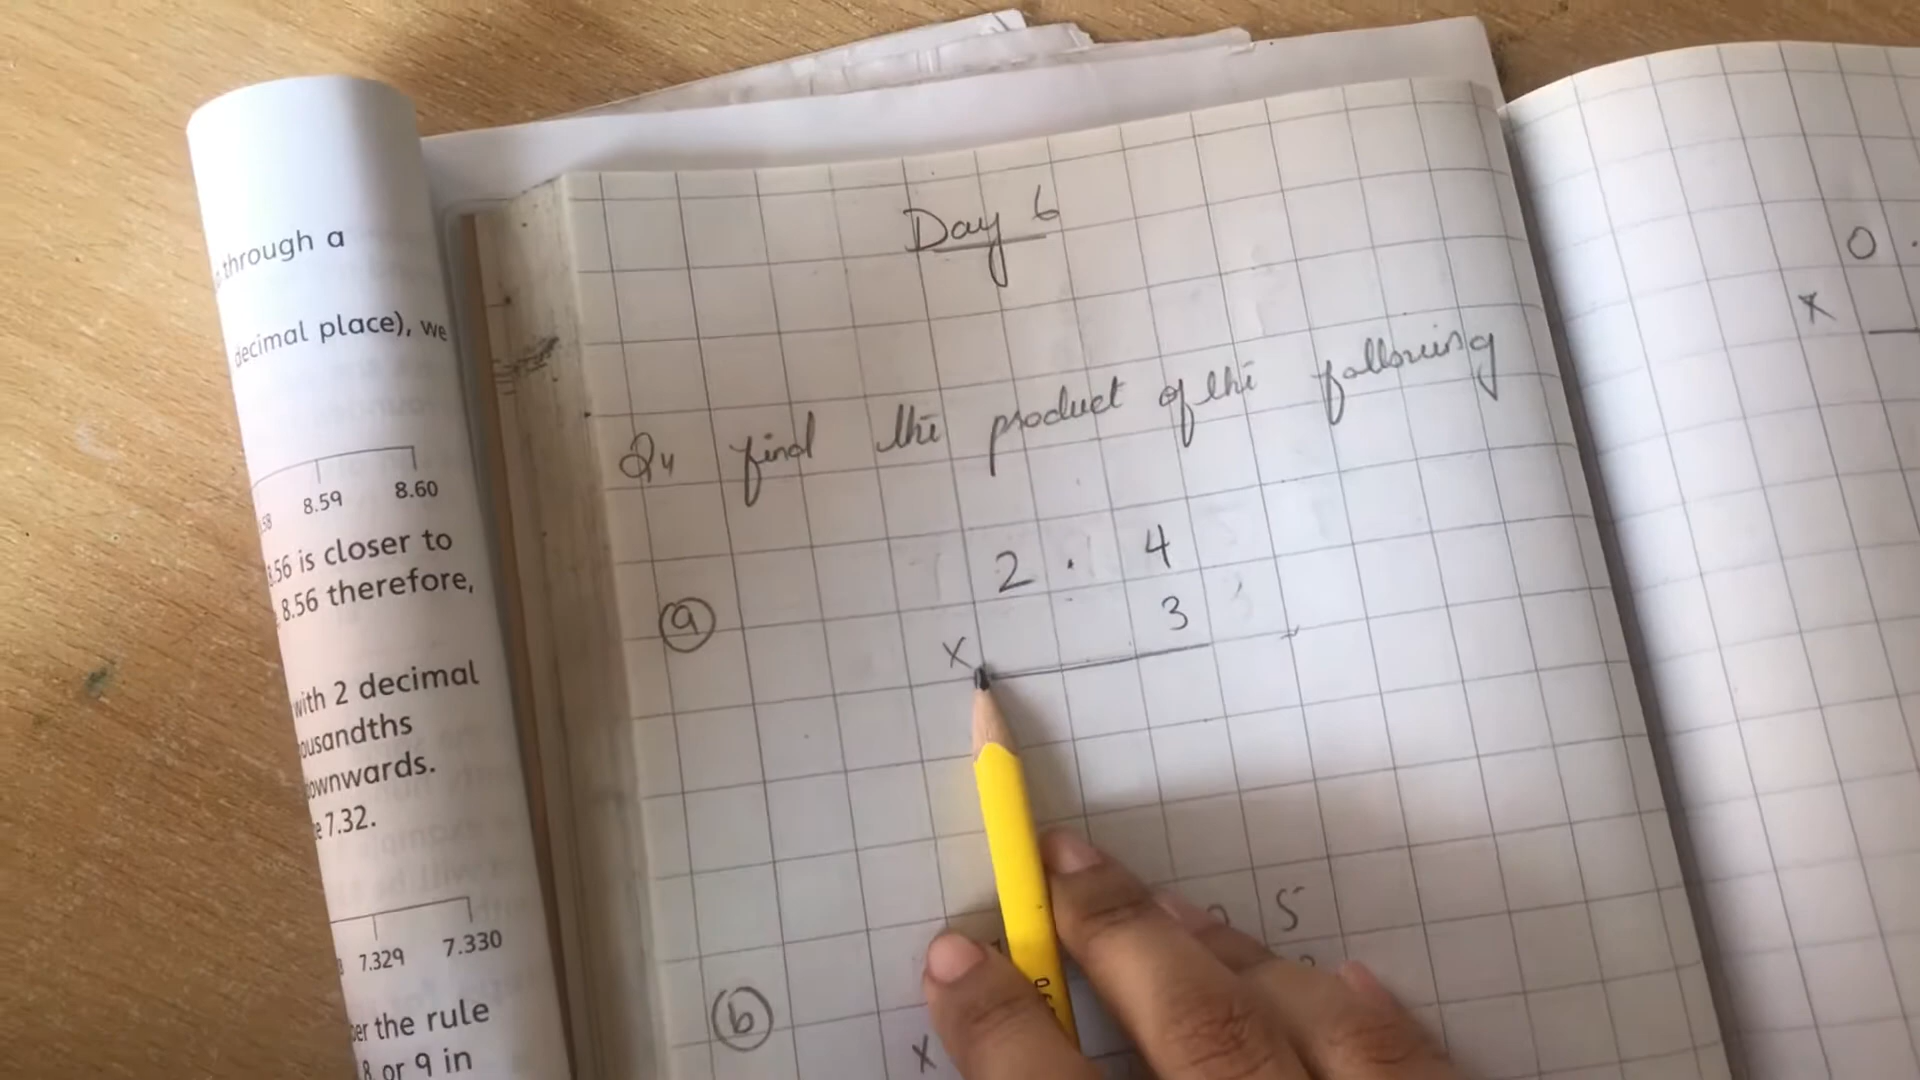 through a
decimal place), we
8.59 8.60
8.56 is closer to
8.56 therefore,
with 2 decimal
downwards.
7.32.
7.329 7.330
the rule
8 or 9 in
Day 6
Q4 find the product of the following
(a) 2 . 4
3
x
5
(b)
x
0 .
x